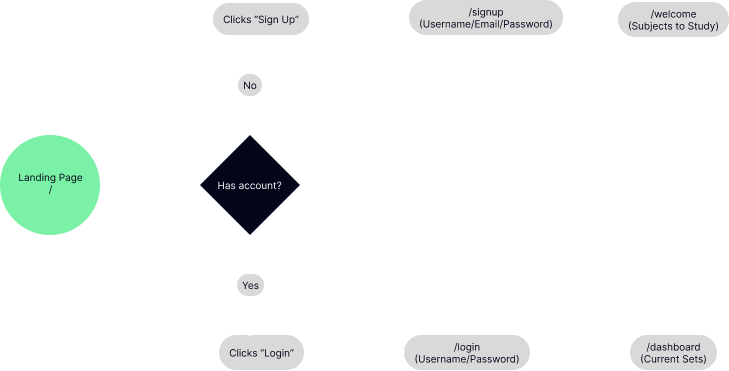 Clicks “Sign Up”
/signup
(Username/Email/Password)
/welcome
(Subjects to Study)
No
Landing Page
/
Has account?
Yes
Clicks “Login”
/login
(Username/Password)
/dashboard
(Current Sets)